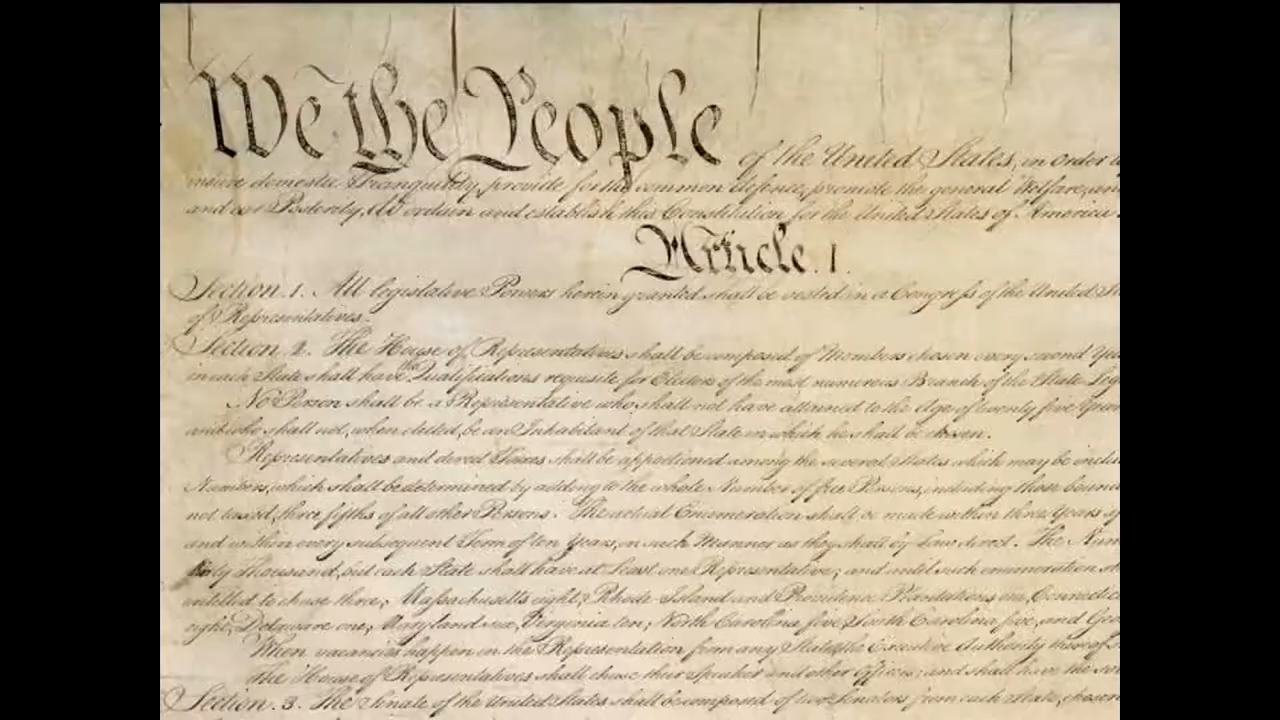 We the People of the United States, in Order
insure domestic Tranquility, provide for the common defence, promote the general Welfare, an
and our Posterity, do ordain and establish this Constitution for the United States of America
Article. I.
Section. 1. All legislative Powers herein granted shall be vested in a Congress of the United St
of Representatives.
Section. 2. The House of Representatives shall be composed of Members chosen every second Yea
in each State shall have the Qualifications requisite for Electors of the most numerous Branch of the State Leg
No Person shall be a Representative who shall not have attained to the Age of twenty five Years
and who shall not, when elected, be an Inhabitant of that State in which he shall be chosen.
Representatives and direct Taxes shall be apportioned among the several States which may be inclu
Numbers, which shall be determined by adding to the whole Number of free Persons, including those bound
not taxed, three fifths of all other Persons. The actual Enumeration shall be made within three Years
and within every subsequent Term of ten Years, in such Manner as they shall by Law direct. The Num
thirty Thousand, but each State shall have at Least one Representative; and until such enumeration sh
entitled to chuse three, Massachusetts eight, Rhode-Island and Providence Plantations one, Connectic
eight, Delaware one, Maryland six, Virginia ten, North Carolina five, South Carolina five, and Geo
When vacancies happen in the Representation from any State, the Executive Authority thereof
The House of Representatives shall chuse their Speaker and other Officers; and shall have the so
Section. 3. The Senate of the United States shall be composed of two Senators from each State, chosen